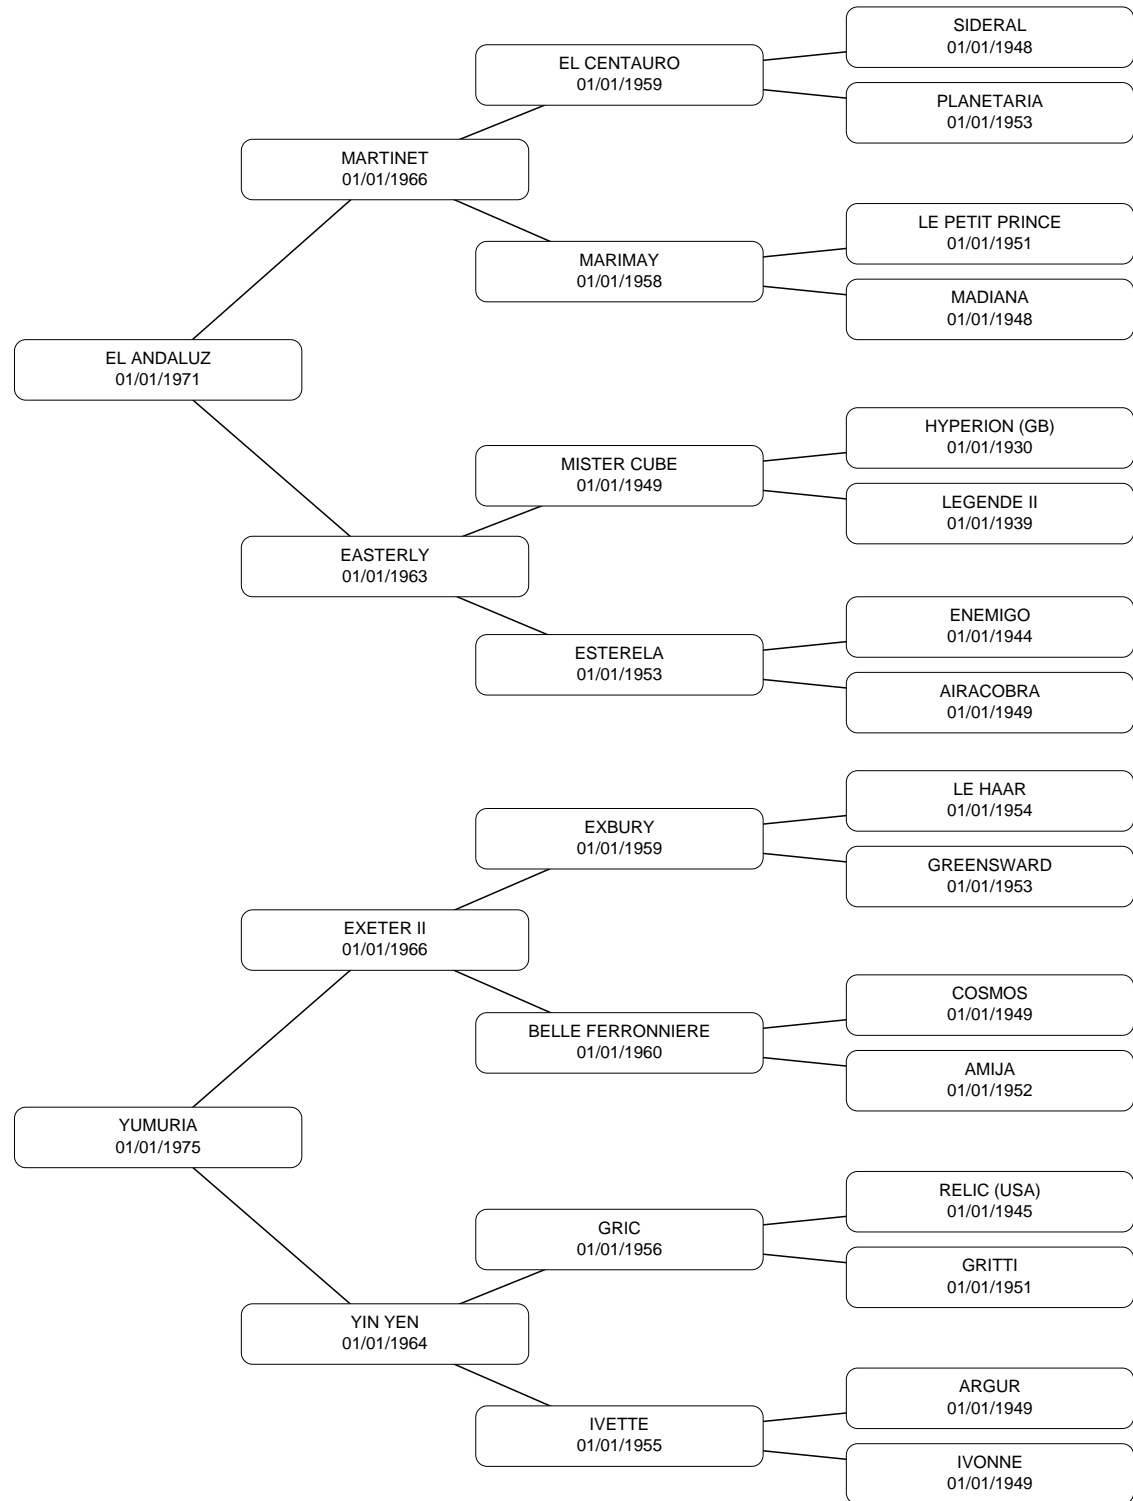 SIDERAL
01/01/1948
EL CENTAURO
01/01/1959
PLANETARIA
01/01/1953
MARTINET
01/01/1966
LE PETIT PRINCE
01/01/1951
MARIMAY
01/01/1958
MADIANA
01/01/1948
EL ANDALUZ
01/01/1971
HYPERION (GB)
01/01/1930
MISTER CUBE
01/01/1949
LEGENDE II
01/01/1939
EASTERLY
01/01/1963
ENEMIGO
01/01/1944
ESTERELA
01/01/1953
AIRACOBRA
01/01/1949
LE HAAR
01/01/1954
EXBURY
01/01/1959
GREENSWARD
01/01/1953
EXETER II
01/01/1966
COSMOS
01/01/1949
BELLE FERRONNIERE
01/01/1960
AMIJA
01/01/1952
YUMURIA
01/01/1975
RELIC (USA)
01/01/1945
GRIC
01/01/1956
GRITTI
01/01/1951
YIN YEN
01/01/1964
ARGUR
01/01/1949
IVETTE
01/01/1955
IVONNE
01/01/1949